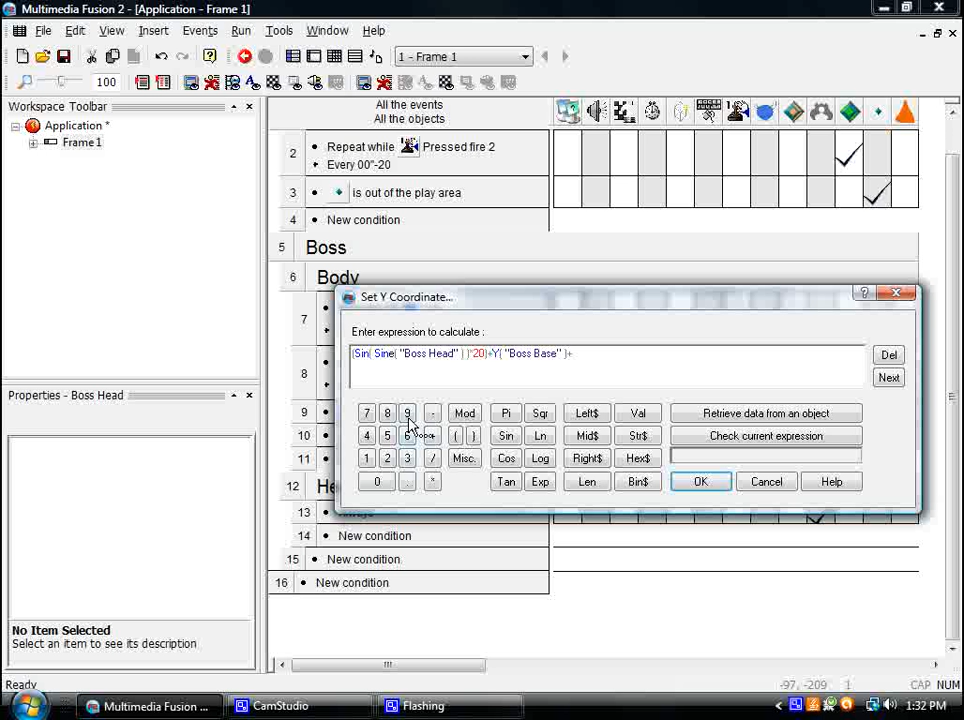 Multimedia Fusion 2 - [Application - Frame 1]
File Edit View Insert Events Run Tools Window Help
1 - Frame 1
100
Workspace Toolbar
Application *
Frame 1
All the events
All the objects
2
Repeat while Pressed fire 2
Every 00"-20
3
is out of the play area
4
New condition
5
Boss
6
Body
7
8
9
10
11
12
13
14
New condition
15
New condition
16
New condition
Set Y Coordinate...
Enter expression to calculate :
(Sin( Sine( "Boss Head" ) )*20)+Y( "Boss Base" )+
Del
Next
7 8 9 - Mod Pi Sqr Left$ Val Retrieve data from an object
4 5 6 + ( ) Sin Ln Mid$ Str$ Check current expression
1 2 3 / Misc. Cos Log Right$ Hex$
0 . * Tan Exp Len Bin$ OK Cancel Help
Properties - Boss Head
No Item Selected
Select an item to see its description
Ready
-97, -209 1 CAP NUM
Multimedia Fusion 2 ... CamStudio Flashing 1:32 PM